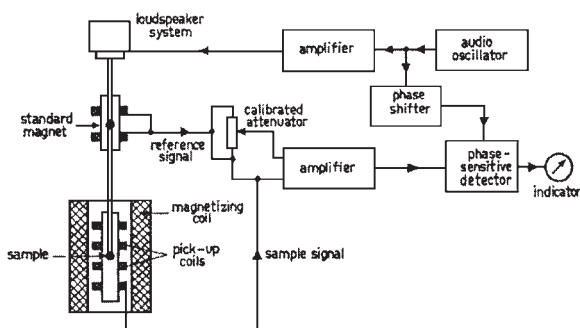 loudspeaker
system
amplifier
audio
oscillator
phase
shifter
standard
magnet
calibrated
attenuator
reference
signal
amplifier
phase-
sensitive
detector
indicator
magnetizing
coil
sample
pick-up
coils
sample signal